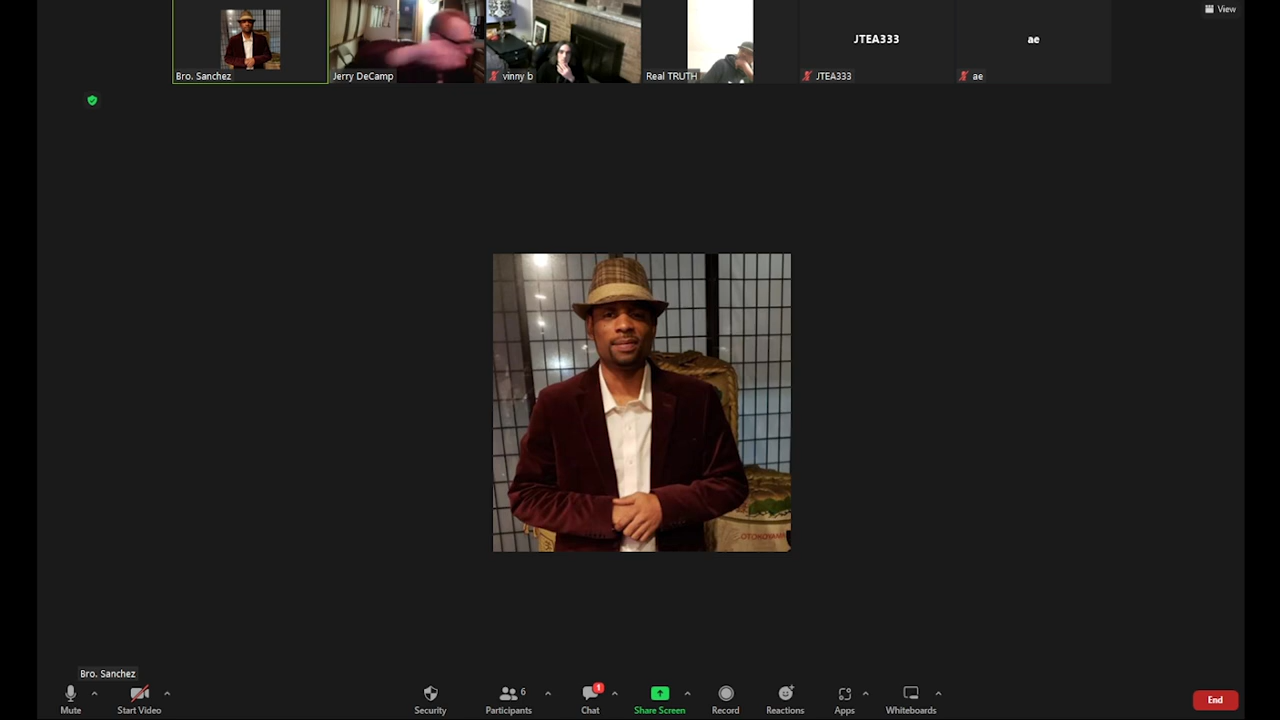 View
JTEA333
ae
Bro. Sanchez
Jerry DeCamp
vinny b
Real TRUTH
JTEA333
ae
OTOKOYAMA
Bro. Sanchez
6
1
Mute
Start Video
Security
Participants
Chat
Share Screen
Record
Reactions
Apps
Whiteboards
End